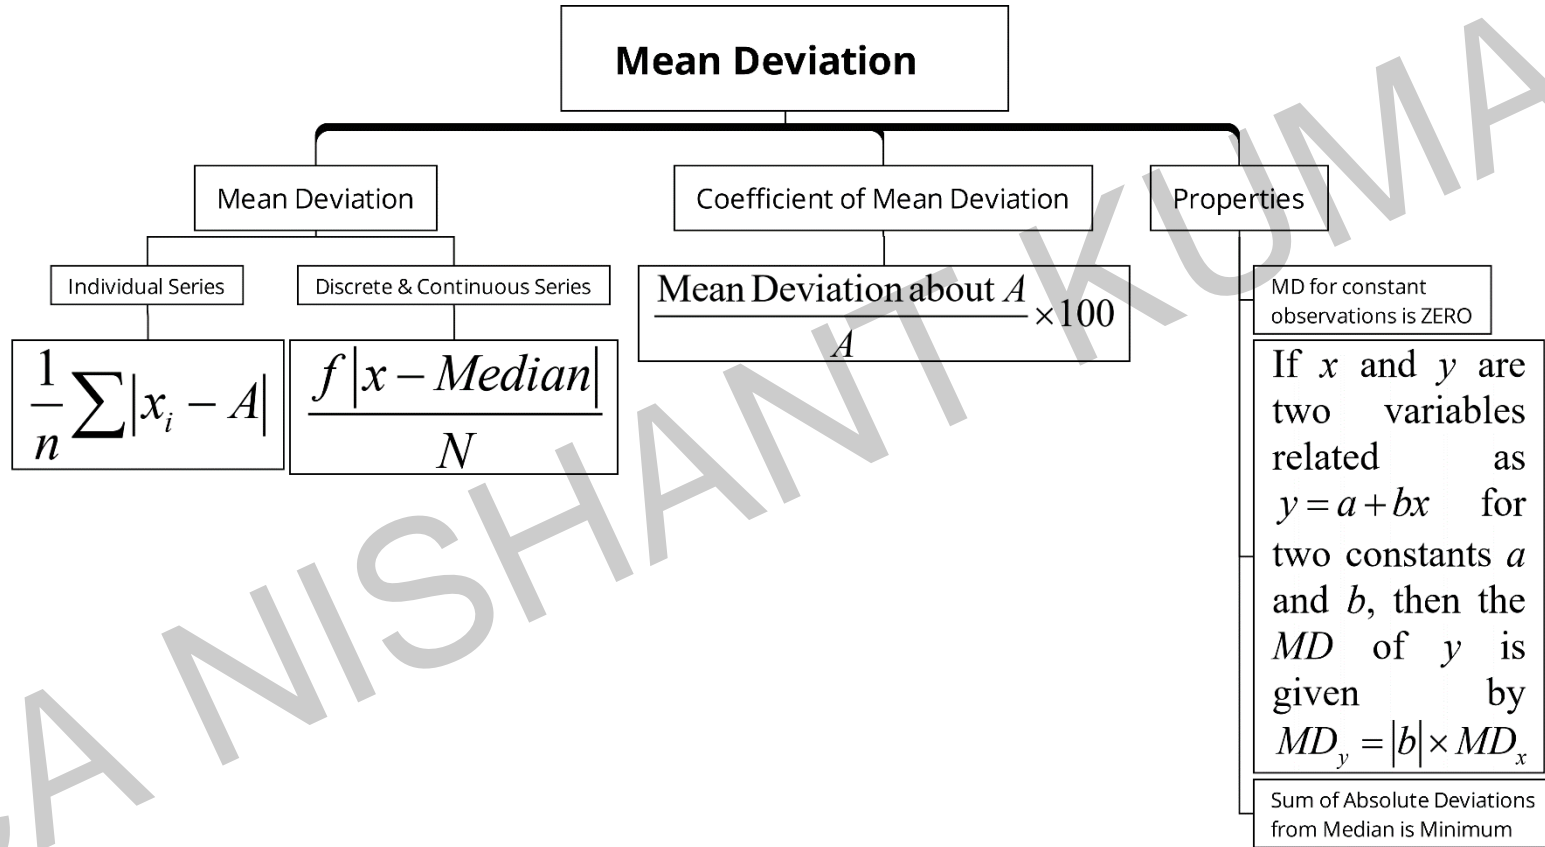 Mean Deviation
Mean Deviation
Individual Series
1/n ∑|xᵢ − A|
Discrete & Continuous Series
f|x − Median| / N
Coefficient of Mean Deviation
Mean Deviation about A / A ×100
Properties
MD for constant
observations is ZERO
If x and y are
two variables
related as
y = a + bx for
two constants a
and b, then the
MD of y is
given by
MD_y = |b| × MD_x
Sum of Absolute Deviations
from Median is Minimum
CA NISHANT KUMA